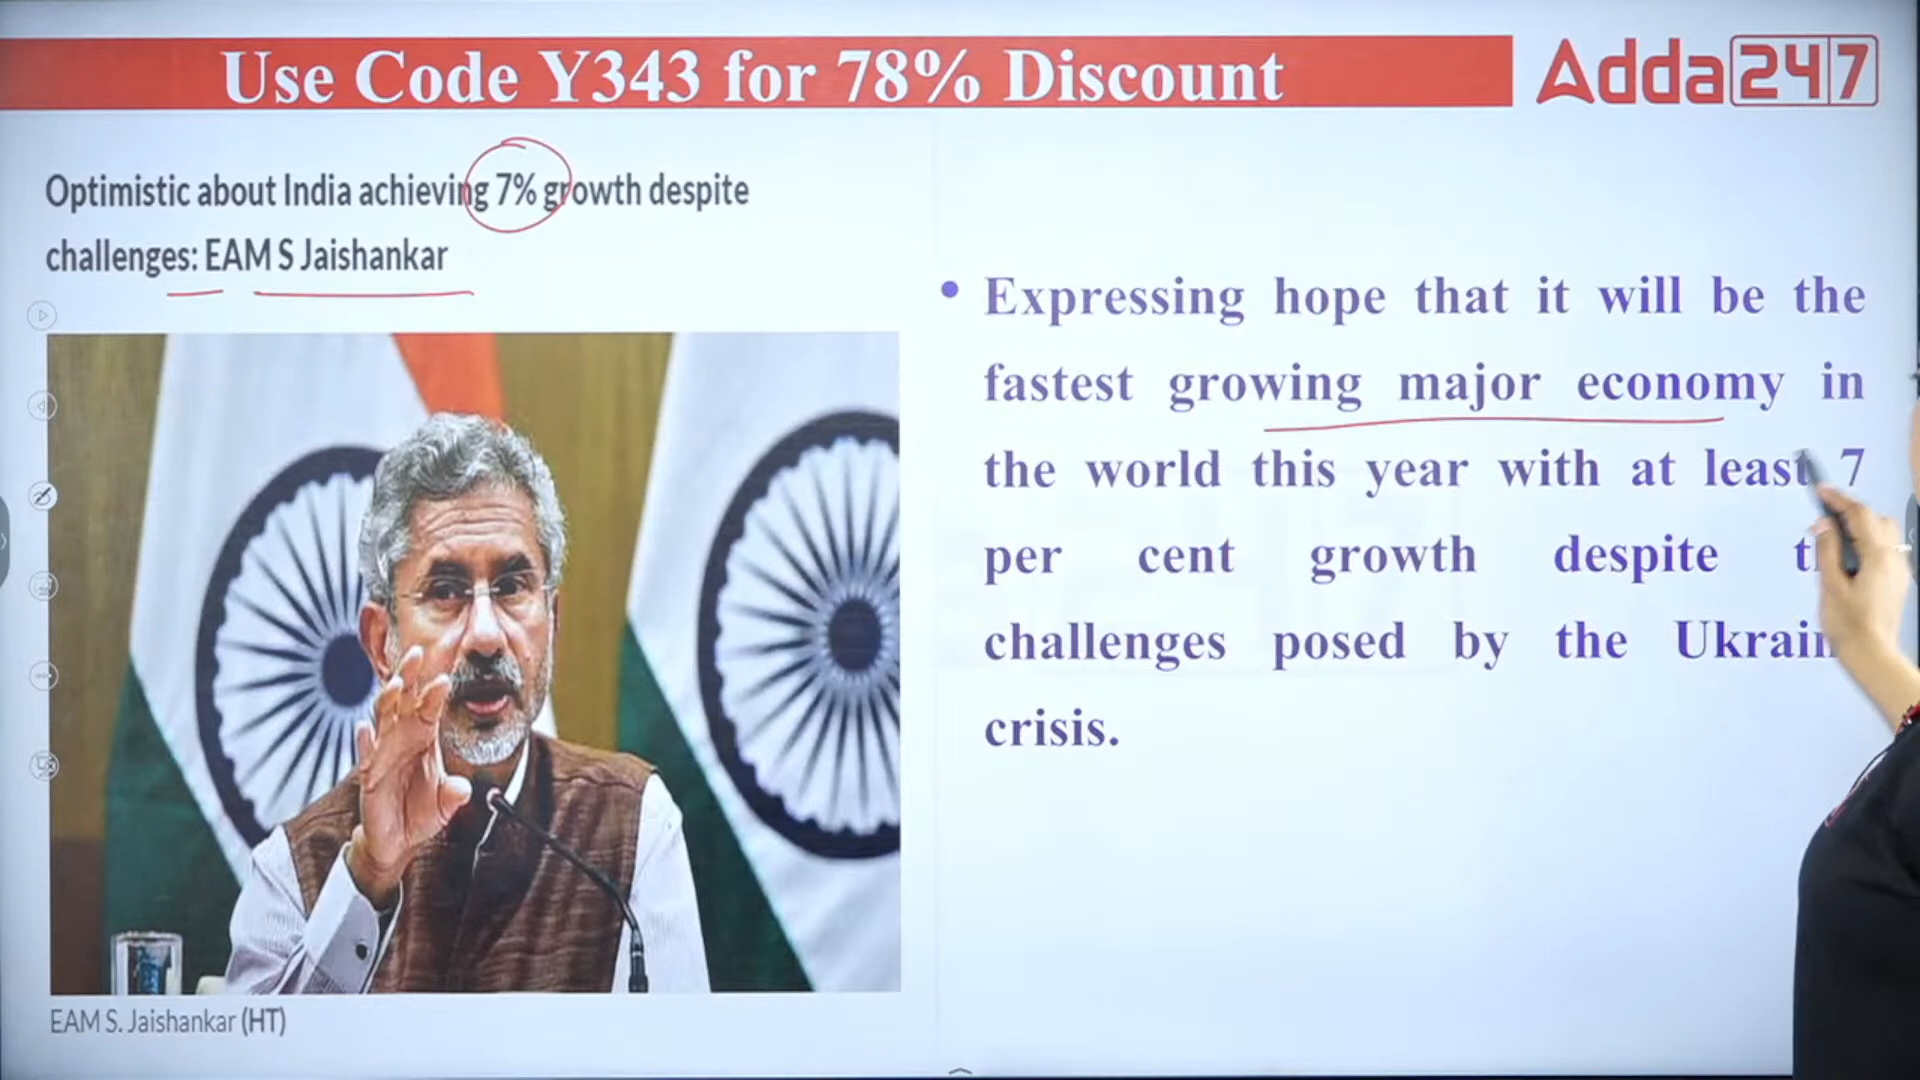 Use Code Y343 for 78% Discount
Adda247
Optimistic about India achieving 7% growth despite
challenges: EAM S Jaishankar
Expressing hope that it will be the
fastest growing major economy in
the world this year with at least 7
per cent growth despite
challenges posed by the
crisis.
EAM S. Jaishankar (HT)